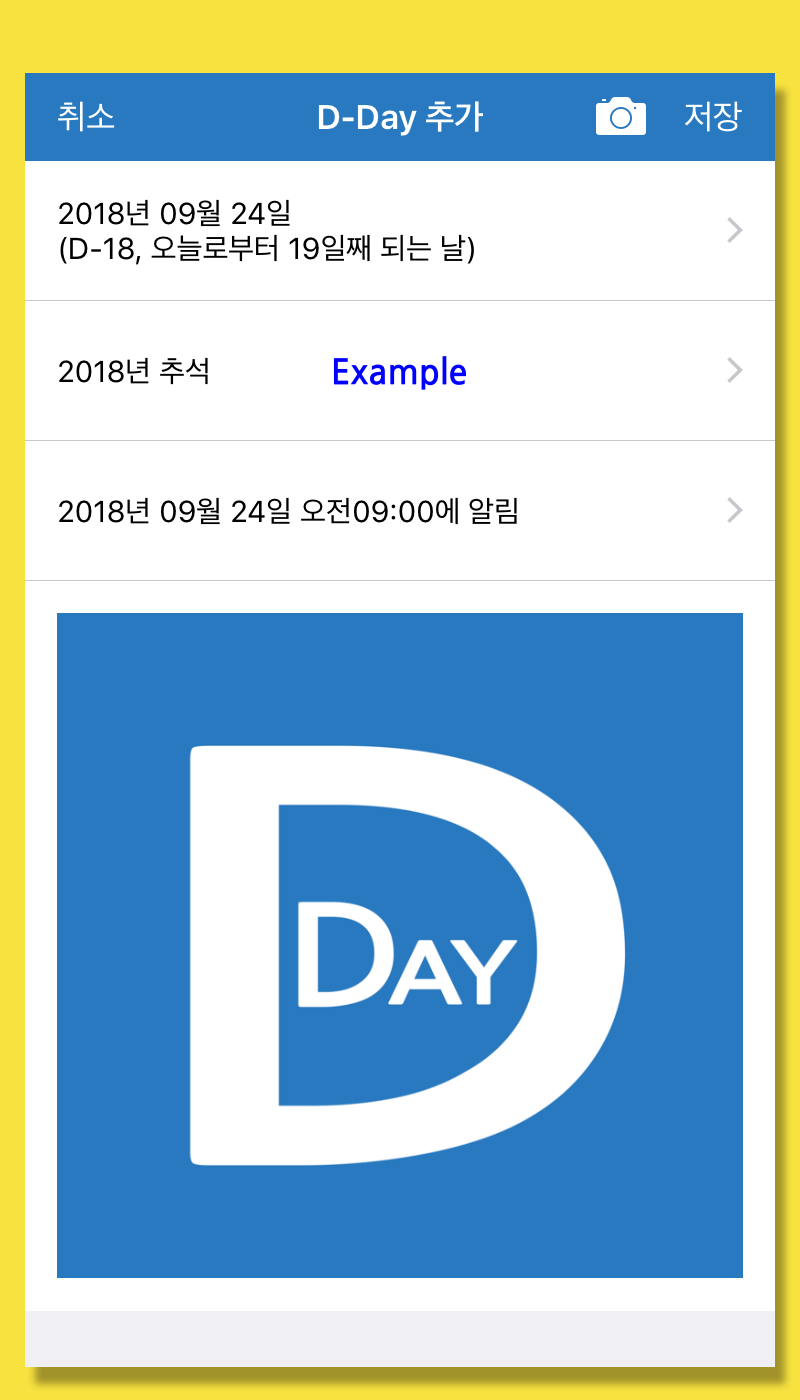 취소 D-Day 추가 저장
2018년 09월 24일
(D-18, 오늘로부터 19일째 되는 날)
2018년 추석 Example
2018년 09월 24일 오전09:00에 알림
D
DAY